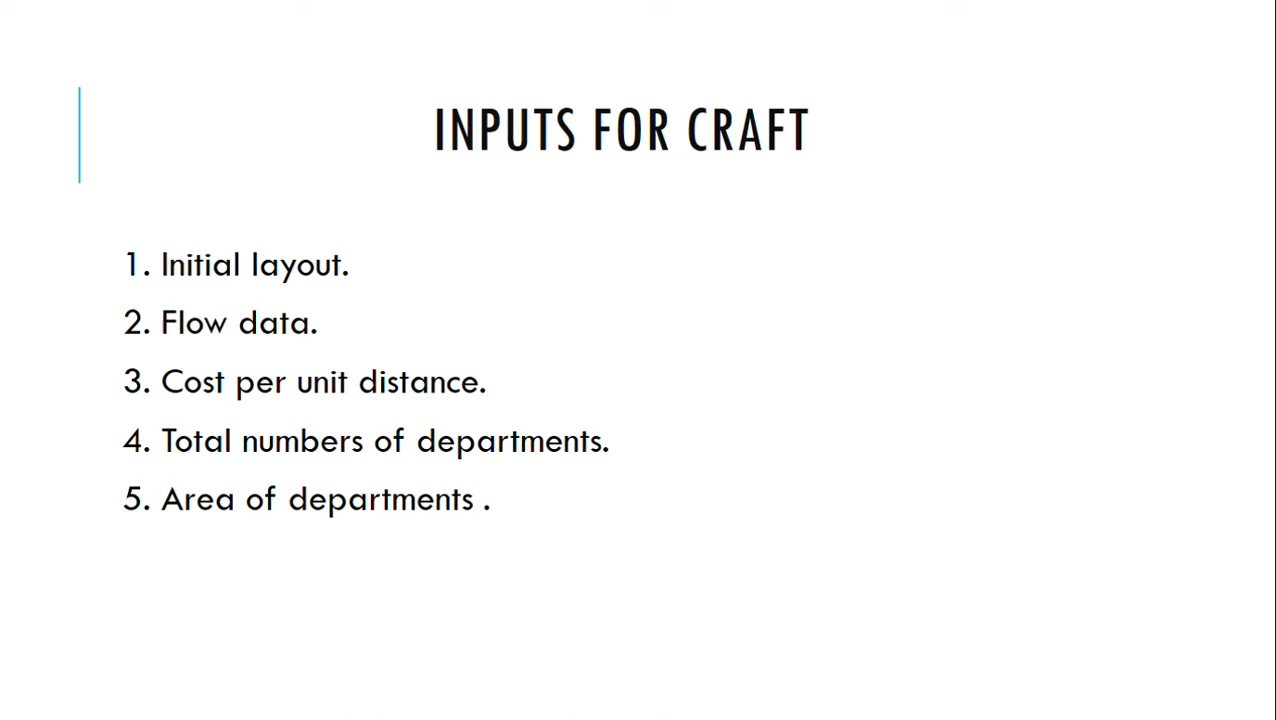 INPUTS FOR CRAFT
1. Initial layout.
2. Flow data.
3. Cost per unit distance.
4. Total numbers of departments.
5. Area of departments .